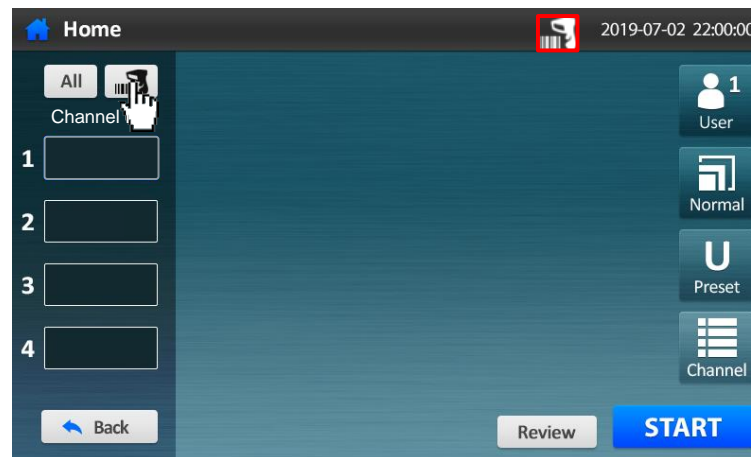 Home
2019-07-02 22:00:00
All
Channel
1
2
3
4
Back
1
User
Normal
U
Preset
Channel
Review
START